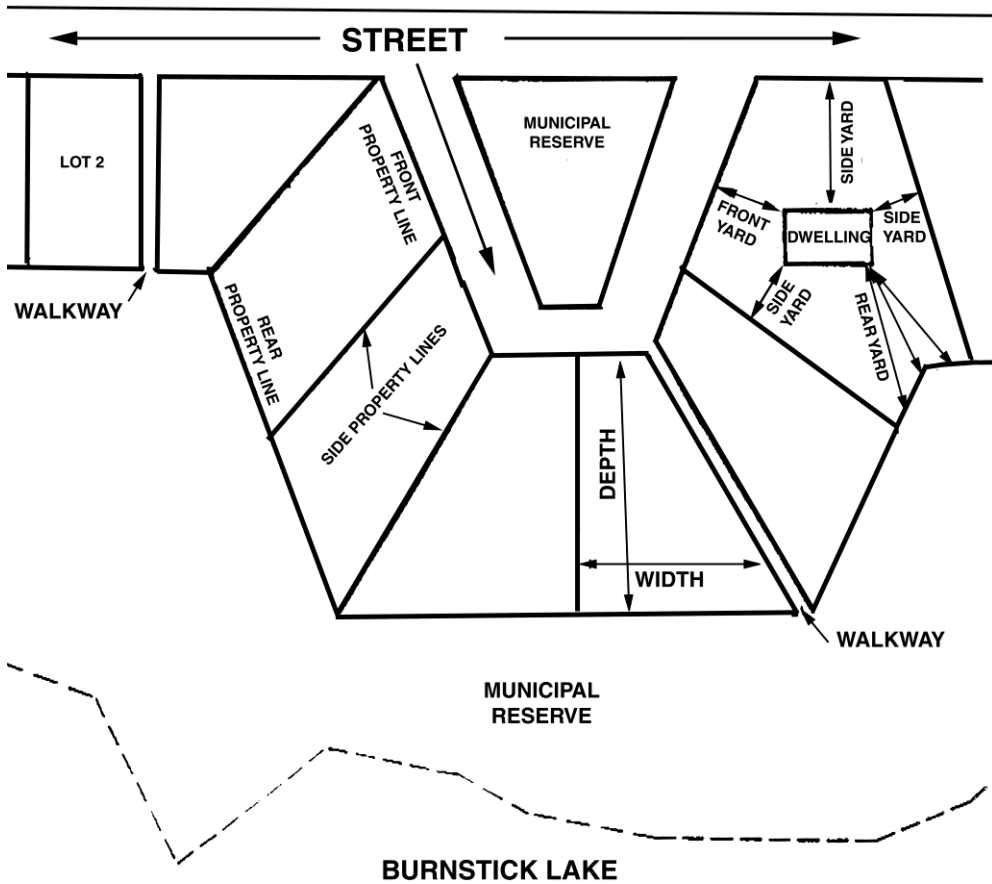 STREET
MUNICIPAL
RESERVE
LOT 2
FRONT
PROPERTY LINE
SIDE YARD
FRONT
YARD
DWELLING
SIDE
YARD
WALKWAY
REAR
PROPERTY LINE
SIDE
YARD
REAR YARD
SIDE PROPERTY LINES
DEPTH
WIDTH
WALKWAY
MUNICIPAL
RESERVE
BURNSTICK LAKE